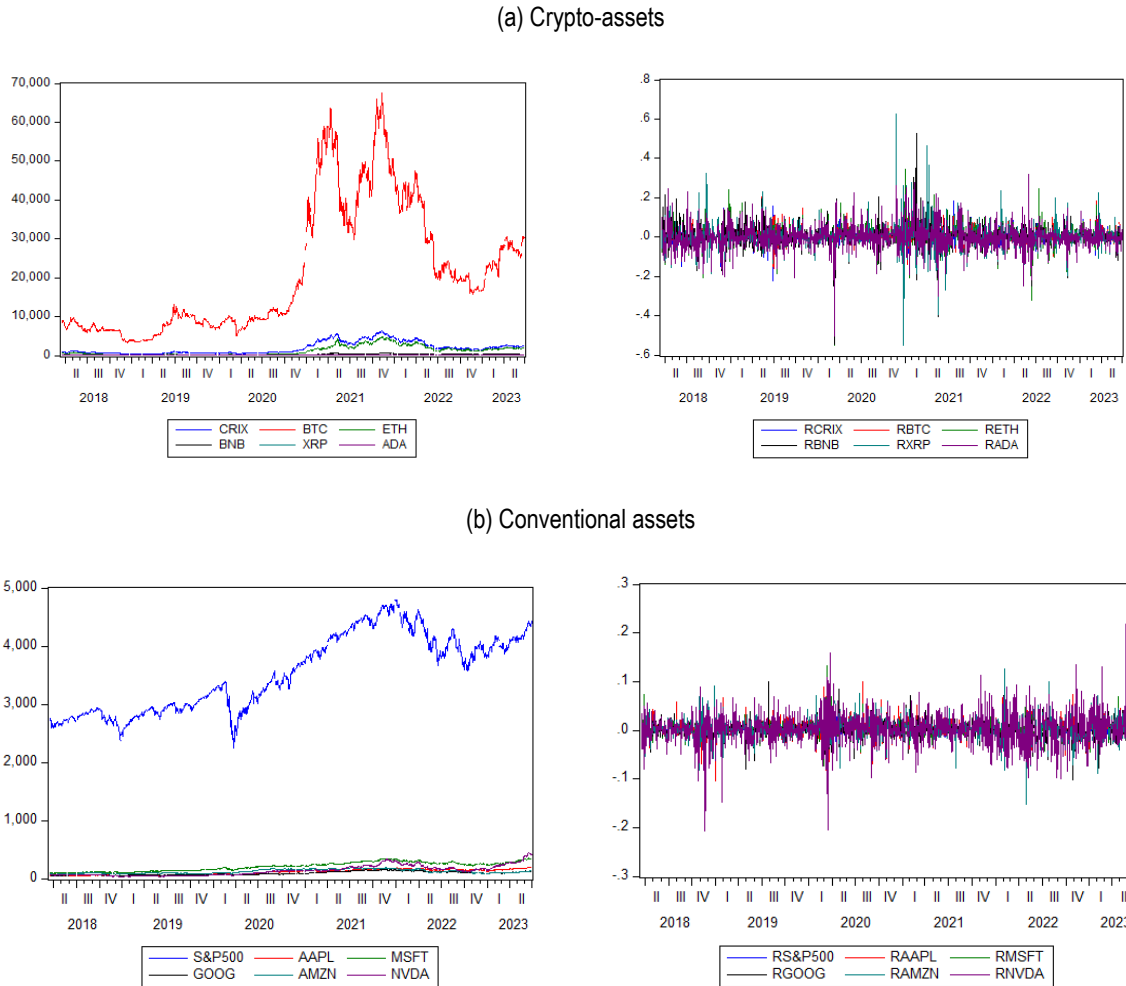 (a) Crypto-assets
70,000
60,000
50,000
40,000
30,000
20,000
10,000
0
II III IV I II III IV I II III IV I II III IV I II III IV I II
2018 2019 2020 2021 2022 2023
CRIX BTC ETH
BNB XRP ADA
.8
.6
.4
.2
.0
-.2
-.4
-.6
II III IV I II III IV I II III IV I II III IV I II III IV I II
2018 2019 2020 2021 2022 2023
RCRIX RBTC RETH
RBNB RXRP RADA
(b) Conventional assets
5,000
4,000
3,000
2,000
1,000
0
II III IV I II III IV I II III IV I II III IV I II III IV I II
2018 2019 2020 2021 2022 2023
S&P500 AAPL MSFT
GOOG AMZN NVDA
.3
.2
.1
.0
-.1
-.2
-.3
II III IV I II III IV I II III IV I II III IV I II III IV I II
2018 2019 2020 2021 2022 2023
RS&P500 RAAPL RMSFT
RGOOG RAMZN RNVDA